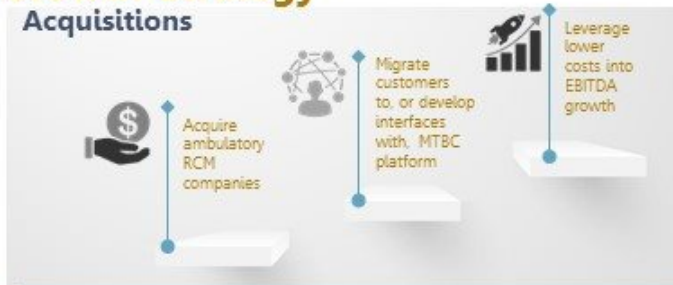 Acquisitions
Acquire
ambulatory
RCM
companies
Migrate
customers
to, or develop
interfaces
with, MTBC
platform
Leverage
lower
costs into
EBITDA
growth
$